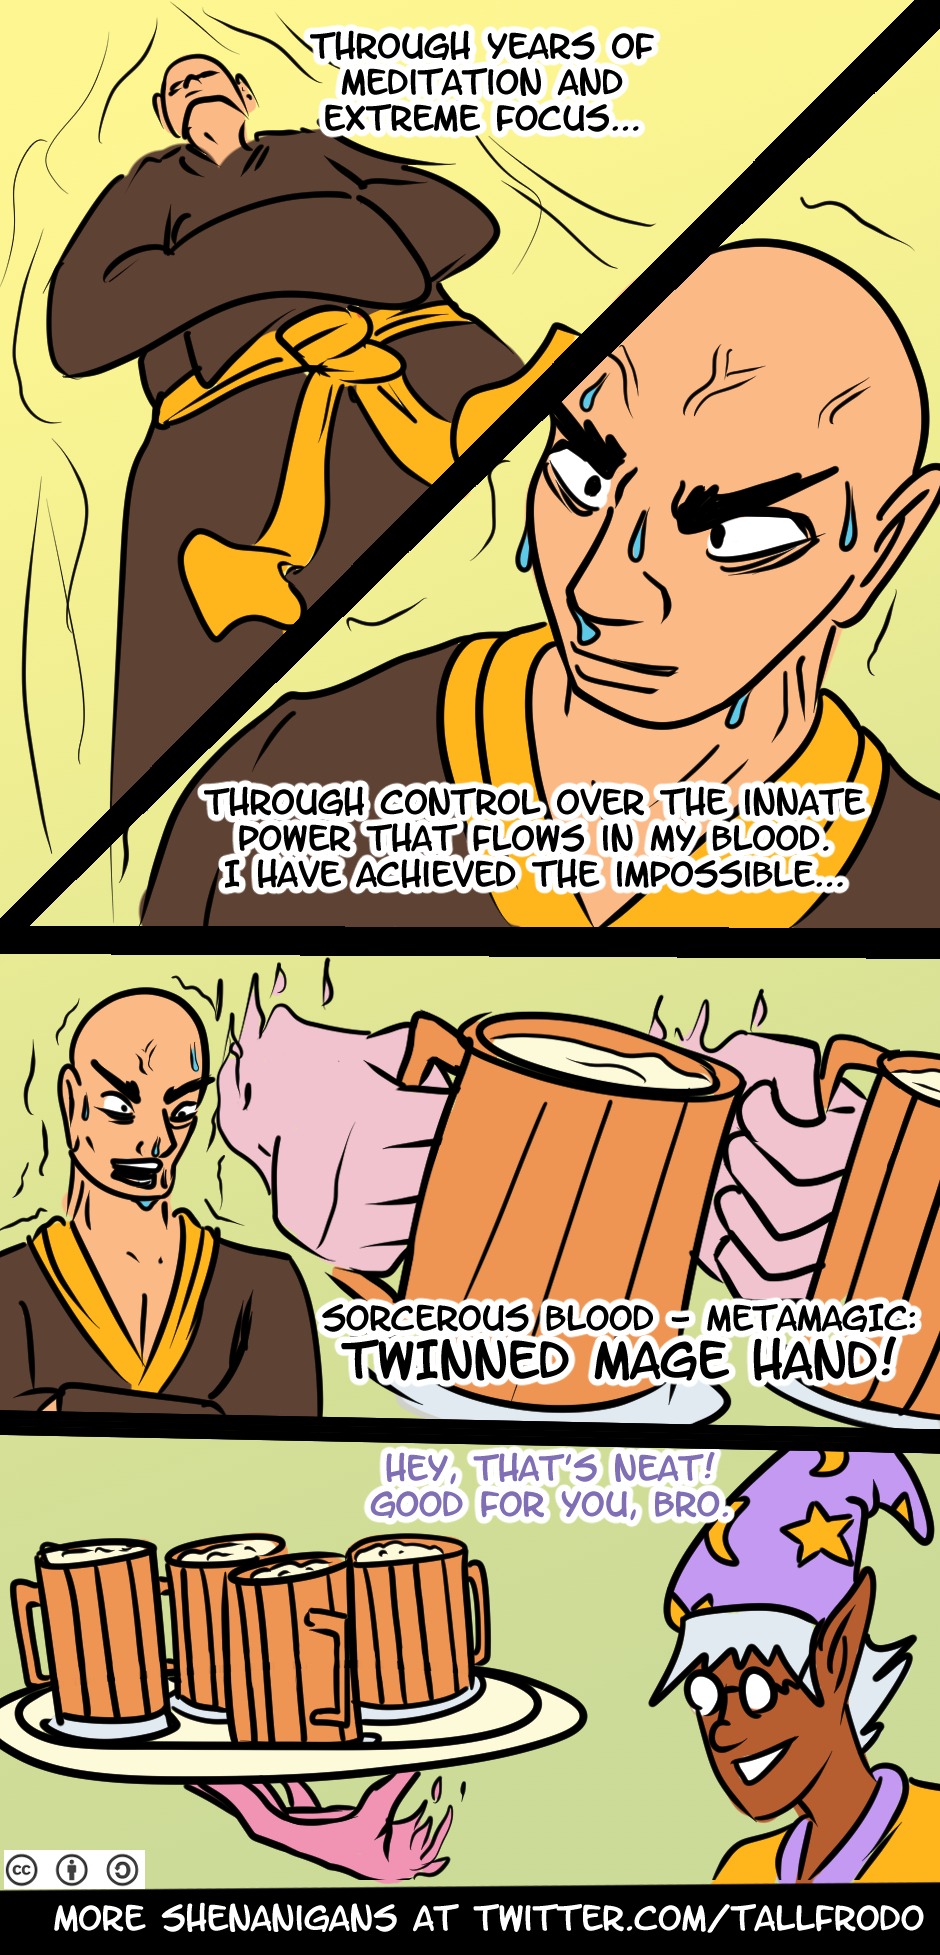 THROUGH YEARS OF
MEDITATION AND
EXTREME FOCUS...
THROUGH CONTROL OVER THE INNATE
POWER THAT FLOWS IN MY BLOOD.
I HAVE ACHIEVED THE IMPOSSIBLE...
SORCEROUS BLOOD - METAMAGIC:
TWINNED MAGE HAND!
HEY, THAT'S NEAT!
GOOD FOR YOU, BRO.
cc
MORE SHENANIGANS AT TWITTER.COM/TALLFRODO